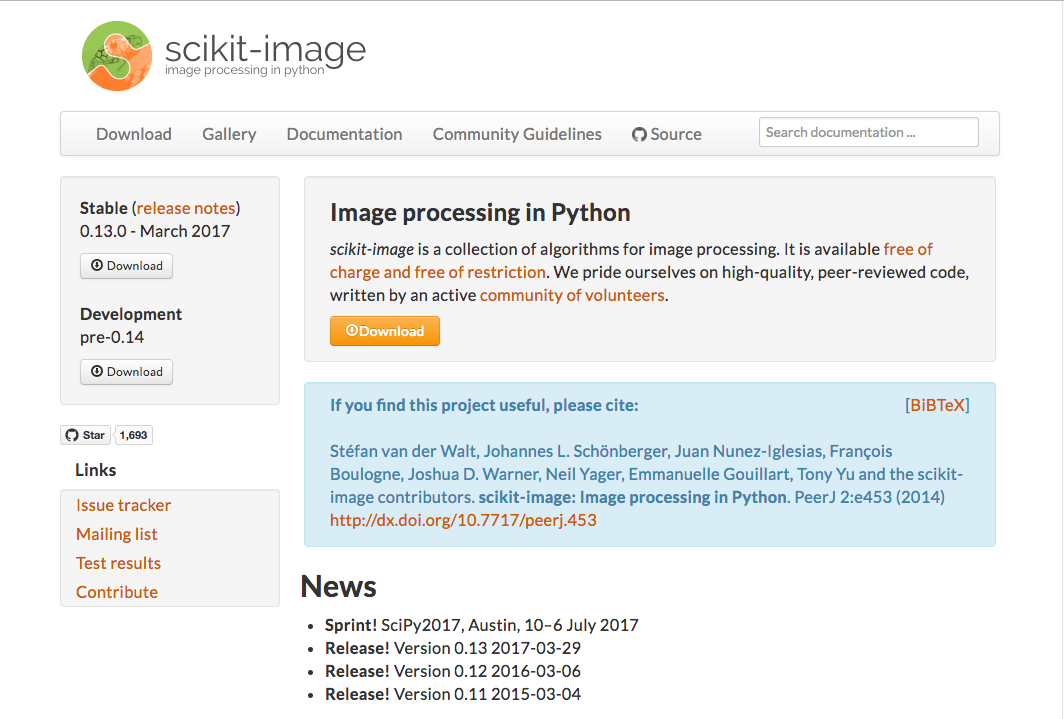 scikit-image
image processing in python
Download Gallery Documentation Community Guidelines Source Search documentation ...
Stable (release notes)
0.13.0 - March 2017
Download
Development
pre-0.14
Download
Star 1,693
Links
Issue tracker
Mailing list
Test results
Contribute
Image processing in Python
scikit-image is a collection of algorithms for image processing. It is available free of
charge and free of restriction. We pride ourselves on high-quality, peer-reviewed code,
written by an active community of volunteers.
Download
If you find this project useful, please cite: [BiBTeX]
Stéfan van der Walt, Johannes L. Schönberger, Juan Nunez-Iglesias, François
Boulogne, Joshua D. Warner, Neil Yager, Emmanuelle Gouillart, Tony Yu and the scikit-
image contributors. scikit-image: Image processing in Python. PeerJ 2:e453 (2014)
http://dx.doi.org/10.7717/peerj.453
News
• Sprint! SciPy2017, Austin, 10–6 July 2017
• Release! Version 0.13 2017-03-29
• Release! Version 0.12 2016-03-06
• Release! Version 0.11 2015-03-04